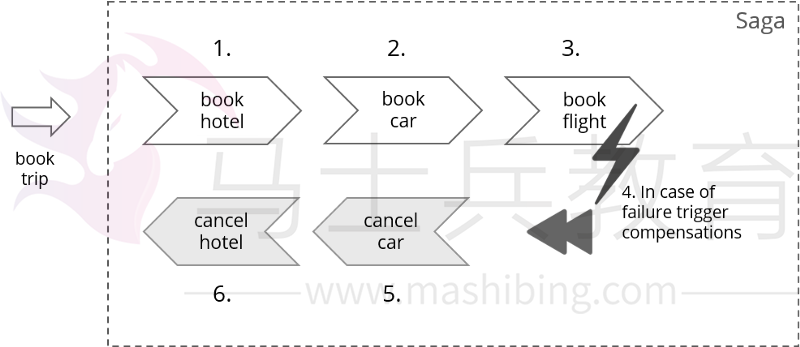 Saga
1.
2.
3.
book
hotel
book
car
book
flight
book
trip
4. In case of
failure trigger
compensations
cancel
hotel
cancel
car
6.
5.
马士兵教育
www.mashibing.com